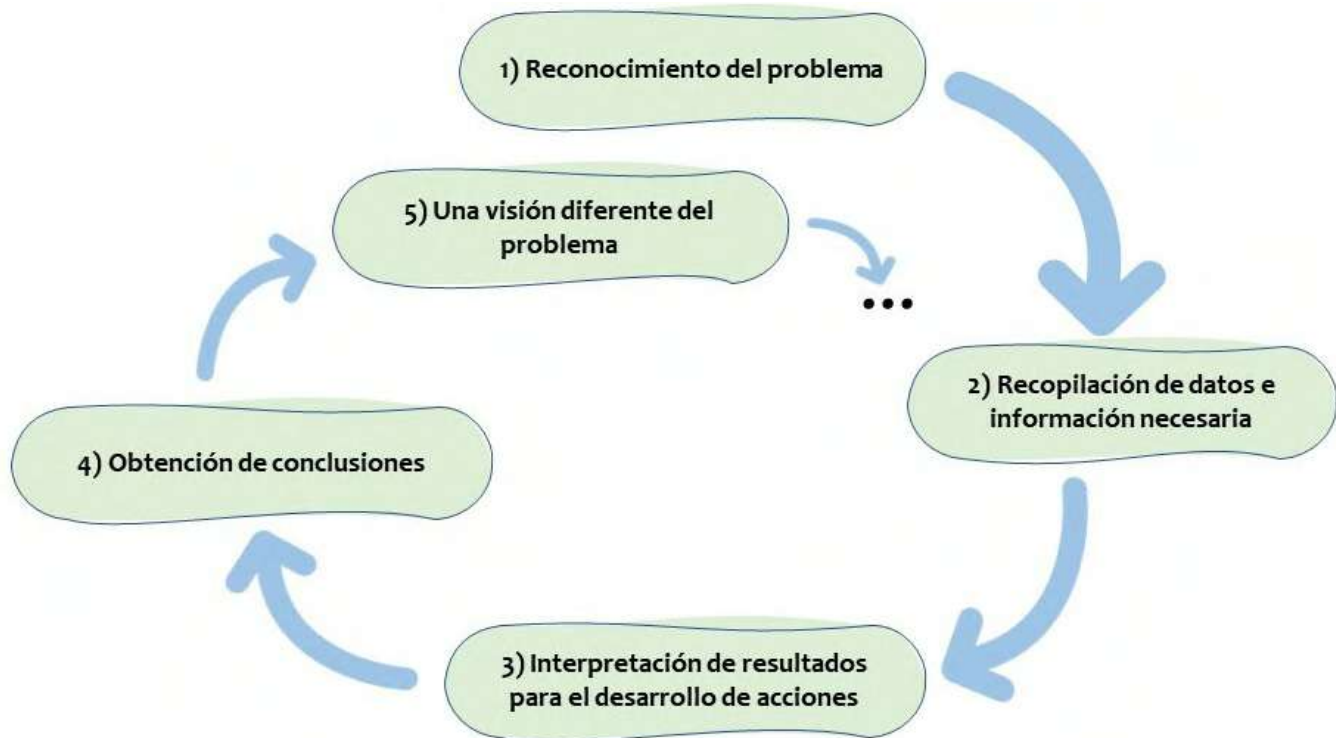 1) Reconocimiento del problema
5) Una visión diferente del
problema
...
2) Recopilación de datos e
información necesaria
4) Obtención de conclusiones
3) Interpretación de resultados
para el desarrollo de acciones